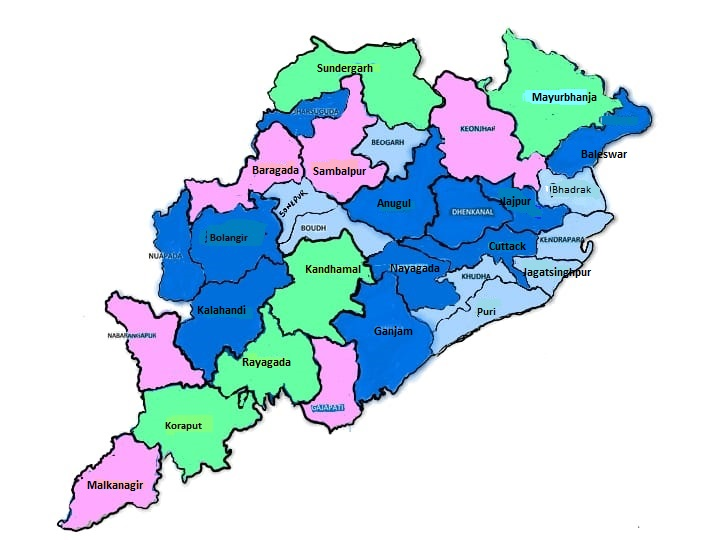 Sundergarh
Mayurbhanja
JHARSUGUDA
KEONJHAR
BEOGARH
Baleswar
Baragada
Sambalpur
Bhadrak
SONEPUR
Anugul
Jajpur
DHENKANAL
BOUDH
Bolangir
KENDRAPARA
Cuttack
NUAPADA
Kandhamal
Nayagada
KHUDHA
Jagatsinghpur
Kalahandi
Puri
Ganjam
NABARANGAPUR
Rayagada
GAJAPATI
Koraput
Malkanagir